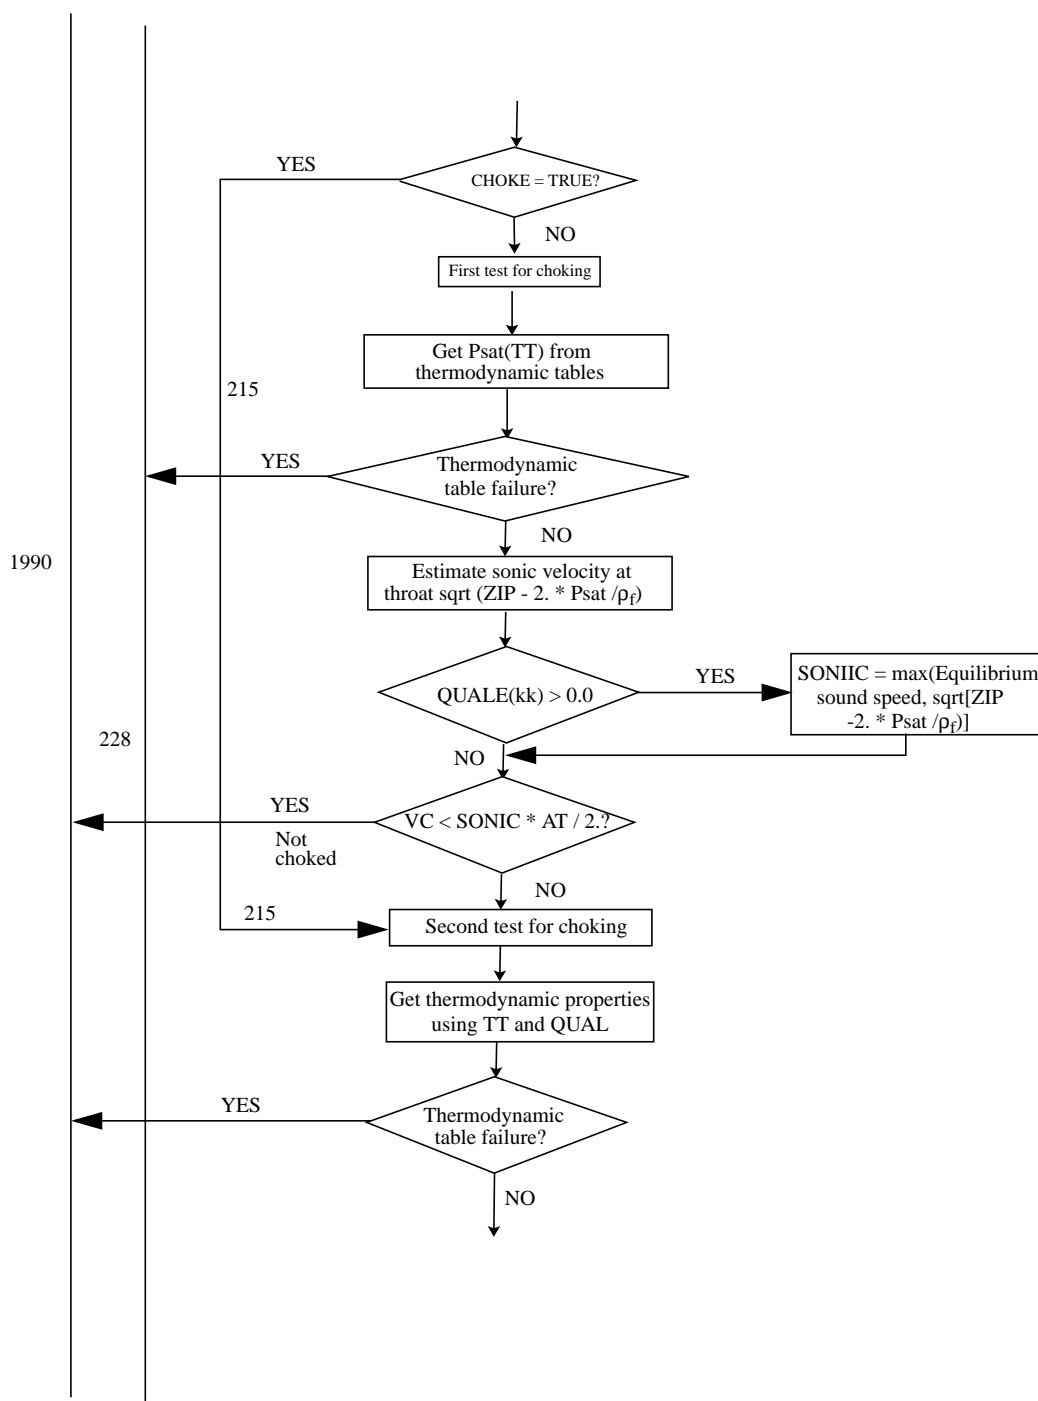 YES
CHOKE = TRUE?
NO
First test for choking
Get Psat(TT) from
thermodynamic tables
215
YES
Thermodynamic
table failure?
NO
1990
Estimate sonic velocity at
throat sqrt (ZIP - 2. * Psat /ρf)
QUALE(kk) > 0.0
YES
SONIIC = max(Equilibrium
sound speed, sqrt[ZIP
-2. * Psat /ρf)]
228
NO
YES
VC < SONIC * AT / 2.?
Not
choked
NO
215
Second test for choking
Get thermodynamic properties
using TT and QUAL
YES
Thermodynamic
table failure?
NO